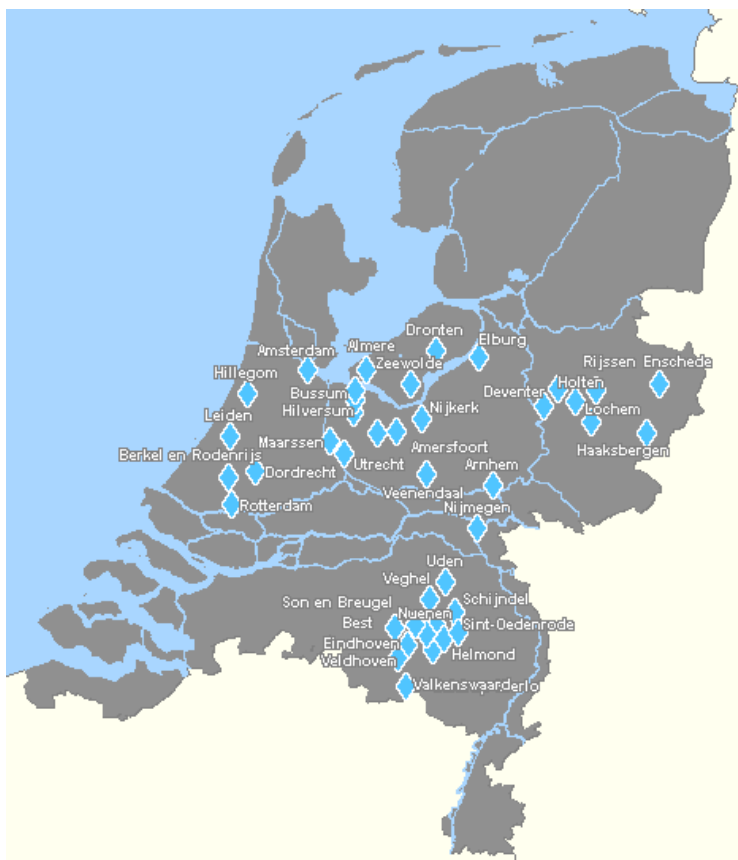 Dronten
Elburg
Almere
Amsterdam
Zeewolde
Rijssen Enschede
Hillegom
Bussum
Deventer
Holten
Hilversum
Leiden
Nijkerk
Lochem
Maarssen
Amersfoort
Haaksbergen
Berkel en Rodenrijs
Utrecht
Dordrecht
Arnhem
Veenendaal
Rotterdam
Nijmegen
Uden
Veghel
Son en Breugel
Schijndel
Nuenen
Best
Sint-Oedenrode
Eindhoven
Helmond
Veldhoven
Valkenswaard